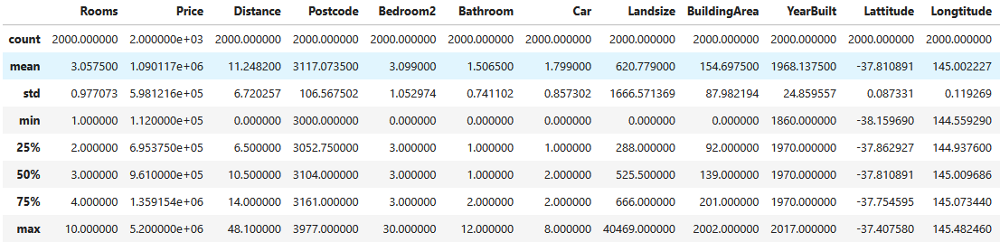 Rooms Price Distance Postcode Bedroom2 Bathroom Car Landsize BuildingArea YearBuilt Lattitude Longtitude
count 2000.000000 2.000000e+03 2000.000000 2000.000000 2000.000000 2000.000000 2000.000000 2000.000000 2000.000000 2000.000000 2000.000000 2000.000000
mean 3.057500 1.090117e+06 11.248200 3117.073500 3.099000 1.506500 1.799000 620.779000 154.697500 1968.137500 -37.810891 145.002227
std 0.977073 5.981216e+05 6.720257 106.567502 1.052974 0.741102 0.857302 1666.571369 87.982194 24.859557 0.087331 0.119269
min 1.000000 1.120000e+05 0.000000 3000.000000 0.000000 0.000000 0.000000 0.000000 0.000000 1860.000000 -38.159690 144.559290
25% 2.000000 6.953750e+05 6.500000 3052.750000 3.000000 1.000000 1.000000 288.000000 92.000000 1970.000000 -37.862927 144.937600
50% 3.000000 9.610000e+05 10.500000 3104.000000 3.000000 1.000000 2.000000 525.500000 139.000000 1970.000000 -37.810891 145.009686
75% 4.000000 1.359154e+06 14.000000 3161.000000 3.000000 2.000000 2.000000 666.000000 201.000000 1970.000000 -37.754595 145.073440
max 10.000000 5.200000e+06 48.100000 3977.000000 30.000000 12.000000 8.000000 40469.000000 2002.000000 2017.000000 -37.407580 145.482460